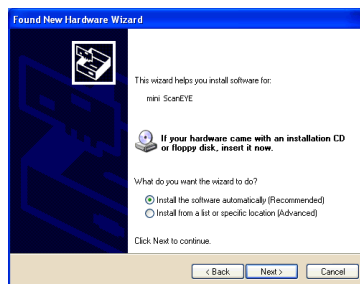 Found New Hardware Wizard
This wizard helps you install software for:
mini ScanEYE
If your hardware came with an installation CD
or floppy disk, insert it now.
What do you want the wizard to do?
Install the software automatically (Recommended)
Install from a list or specific location (Advanced)
Click Next to continue.
< Back
Next >
Cancel